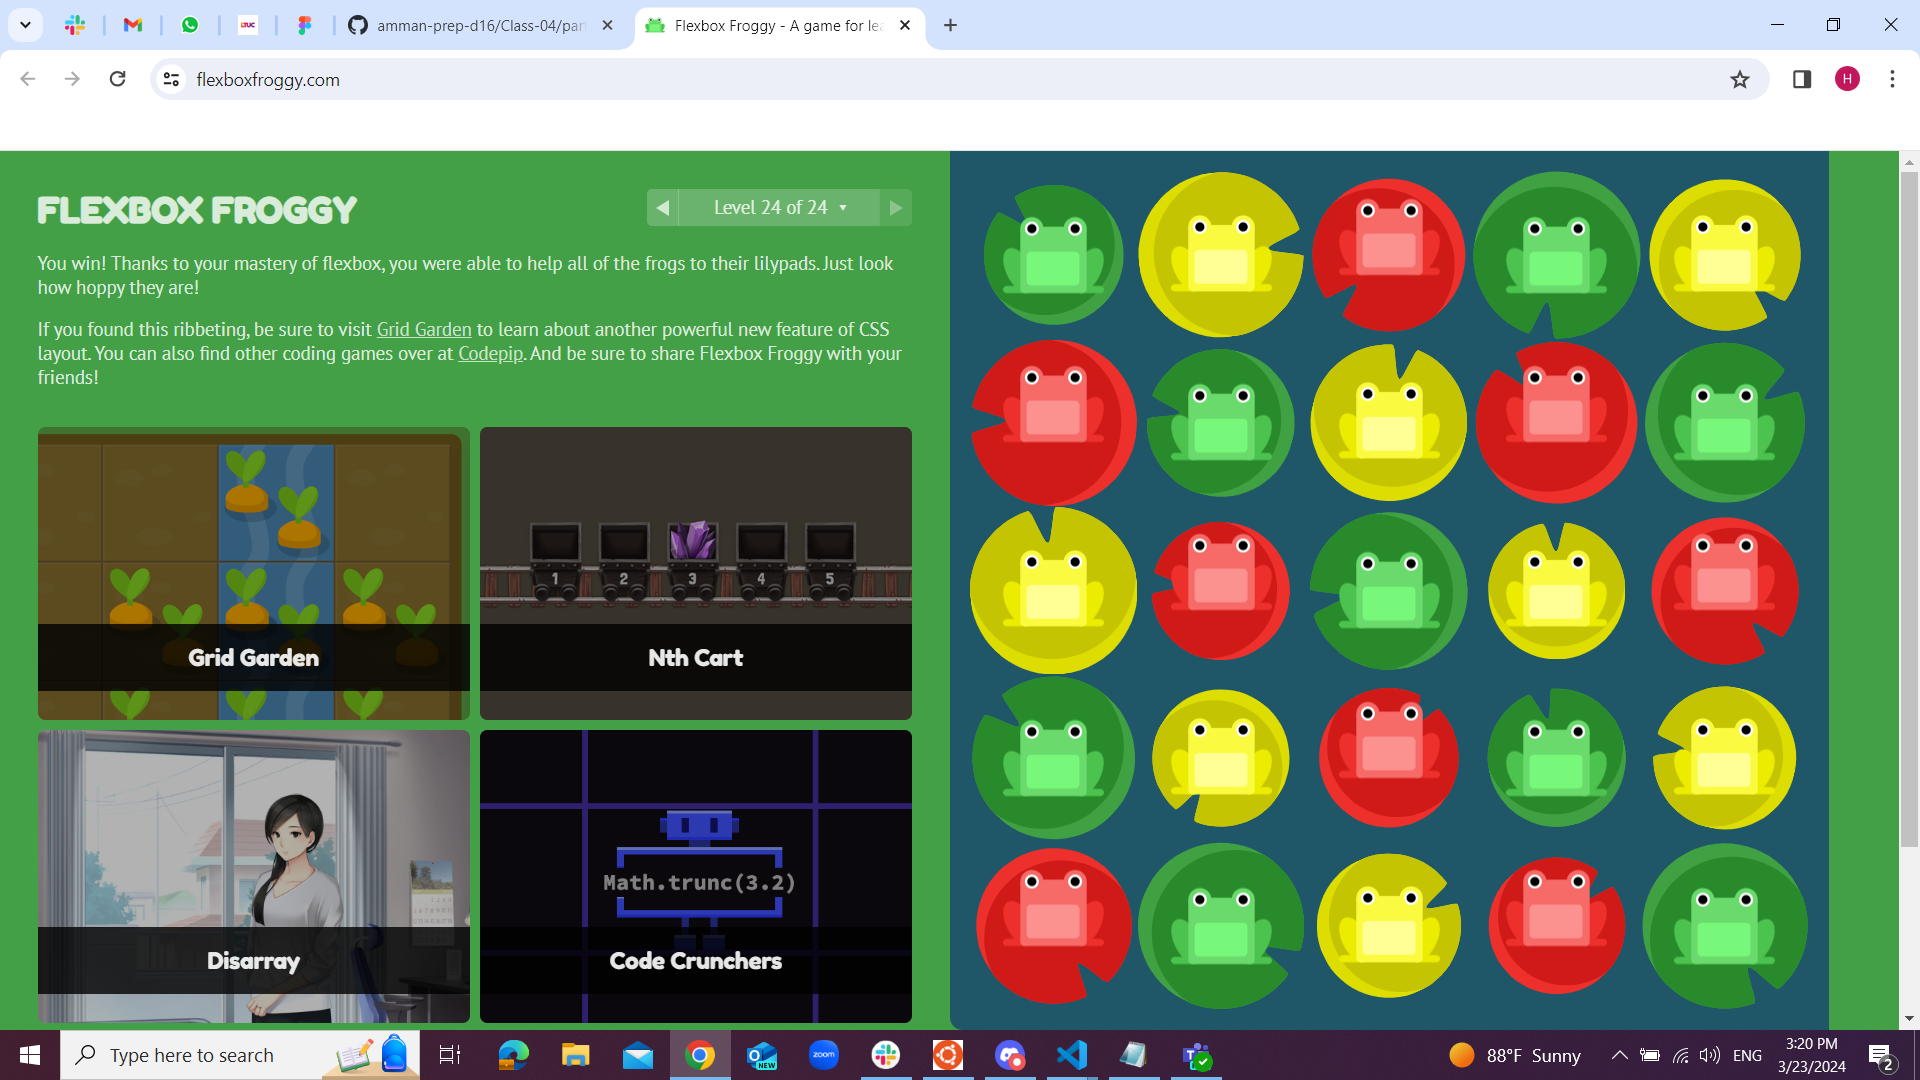 LTUC
amman-prep-d16/Class-04/par
Flexbox Froggy - A game for lea
flexboxfroggy.com
H
FLEXBOX FROGGY
Level 24 of 24
You win! Thanks to your mastery of flexbox, you were able to help all of the frogs to their lilypads. Just look
how hoppy they are!
If you found this ribbeting, be sure to visit Grid Garden to learn about another powerful new feature of CSS
layout. You can also find other coding games over at Codepip. And be sure to share Flexbox Froggy with your
friends!
1 2 3 4 5
Grid Garden
Nth Cart
Math.trunc(3.2)
Disarray
Code Crunchers
Type here to search
NEW
zoom
88°F Sunny
ENG
3:20 PM
3/23/2024
2